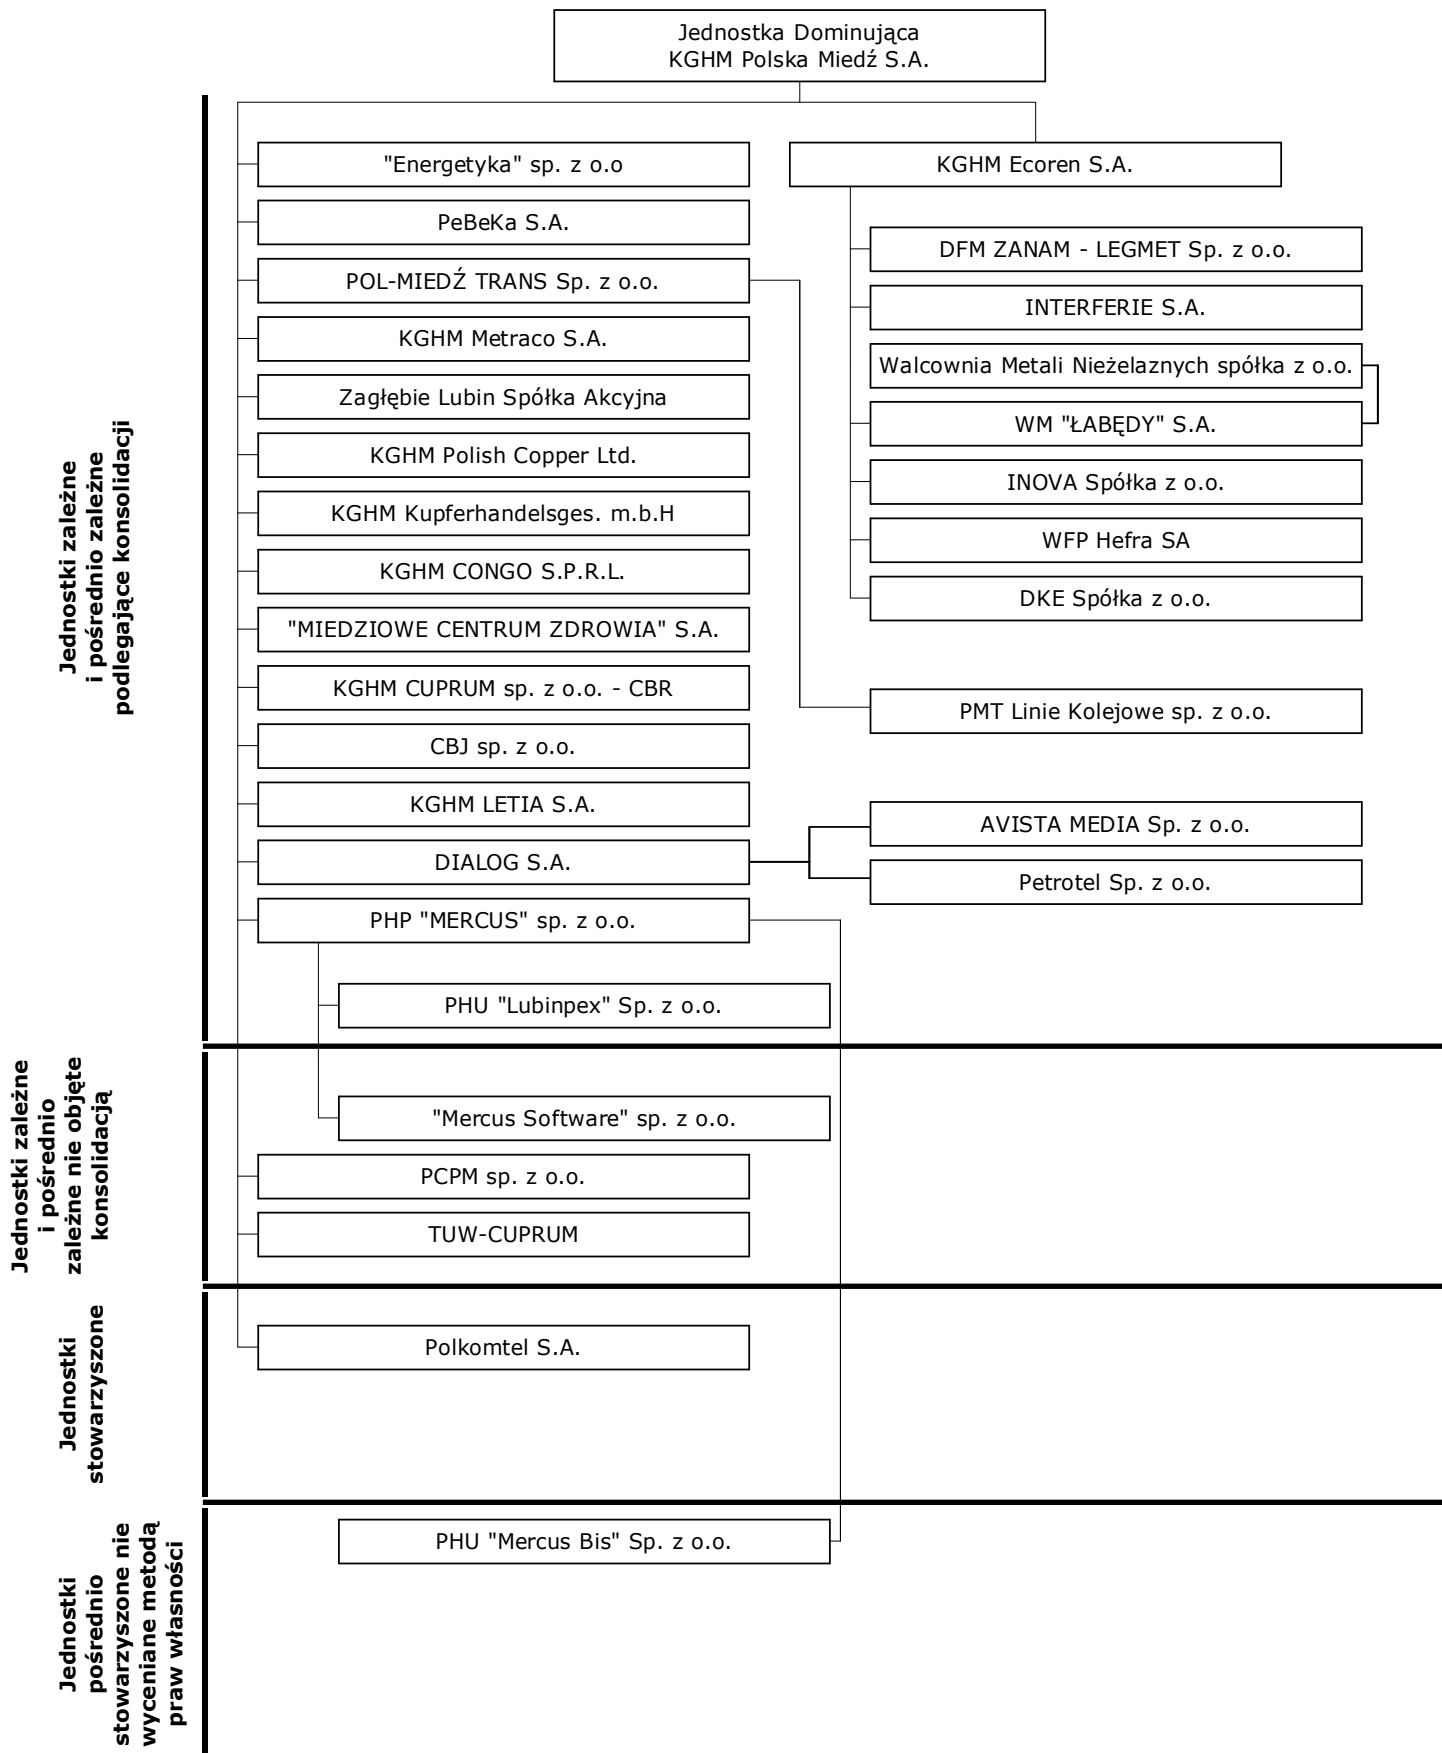 Jednostka Dominująca
KGHM Polska Miedź S.A.
Jednostki zależne
i pośrednio zależne
podlegające konsolidacji
"Energetyka" sp. z o.o
PeBeKa S.A.
POL-MIEDŹ TRANS Sp. z o.o.
KGHM Metraco S.A.
Zagłębie Lubin Spółka Akcyjna
KGHM Polish Copper Ltd.
KGHM Kupferhandelsges. m.b.H
KGHM CONGO S.P.R.L.
"MIEDZIOWE CENTRUM ZDROWIA" S.A.
KGHM CUPRUM sp. z o.o. - CBR
CBJ sp. z o.o.
KGHM LETIA S.A.
DIALOG S.A.
PHP "MERCUS" sp. z o.o.
PHU "Lubinpex" Sp. z o.o.
KGHM Ecoren S.A.
DFM ZANAM - LEGMET Sp. z o.o.
INTERFERIE S.A.
Walcownia Metali Nieżelaznych spółka z o.o.
WM "ŁABĘDY" S.A.
INOVA Spółka z o.o.
WFP Hefra SA
DKE Spółka z o.o.
PMT Linie Kolejowe sp. z o.o.
AVISTA MEDIA Sp. z o.o.
Petrotel Sp. z o.o.
Jednostki zależne
i pośrednio
zależne nie objęte
konsolidacją
"Mercus Software" sp. z o.o.
PCPM sp. z o.o.
TUW-CUPRUM
Jednostki
stowarzyszone
Polkomtel S.A.
Jednostki
pośrednio
stowarzyszone nie
wyceniane metodą
praw własności
PHU "Mercus Bis" Sp. z o.o.